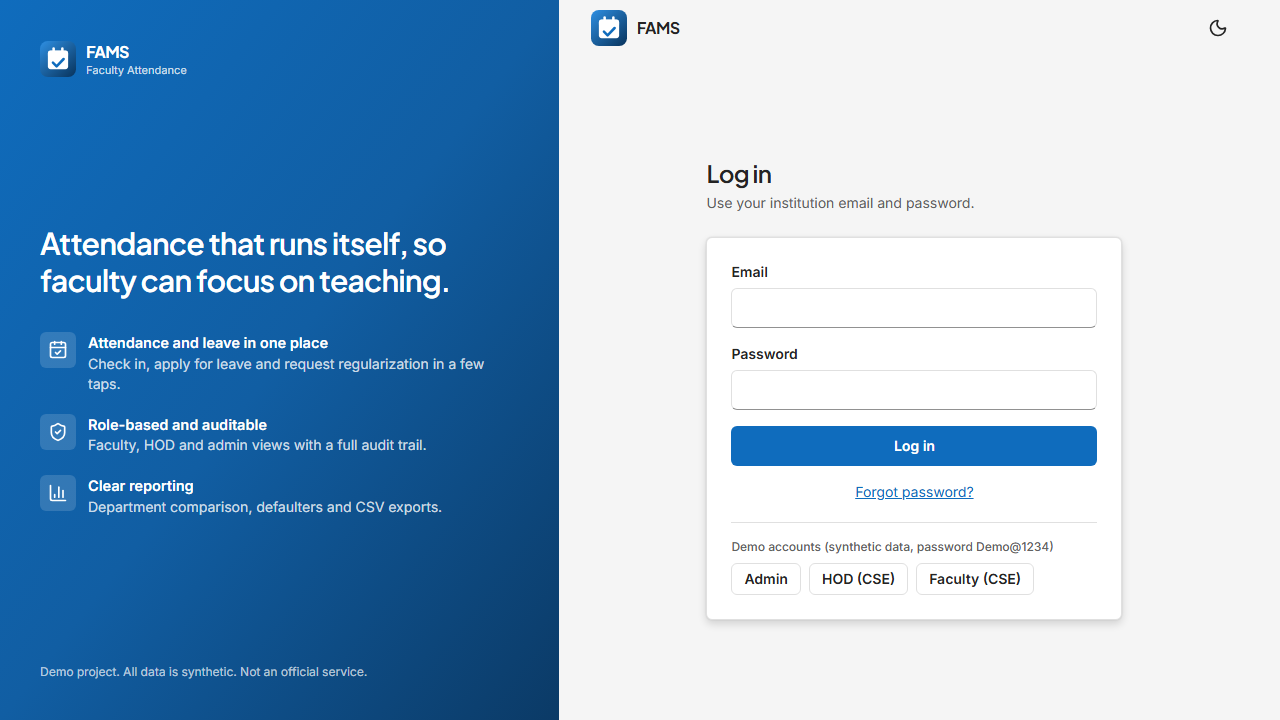 FAMS
Faculty Attendance
Attendance that runs itself, so
faculty can focus on teaching.
Attendance and leave in one place
Check in, apply for leave and request regularization in a few
taps.
Role-based and auditable
Faculty, HOD and admin views with a full audit trail.
Clear reporting
Department comparison, defaulters and CSV exports.
Demo project. All data is synthetic. Not an official service.
FAMS
Log in
Use your institution email and password.
Email
Password
Log in
Forgot password?
Demo accounts (synthetic data, password Demo@1234)
Admin
HOD (CSE)
Faculty (CSE)